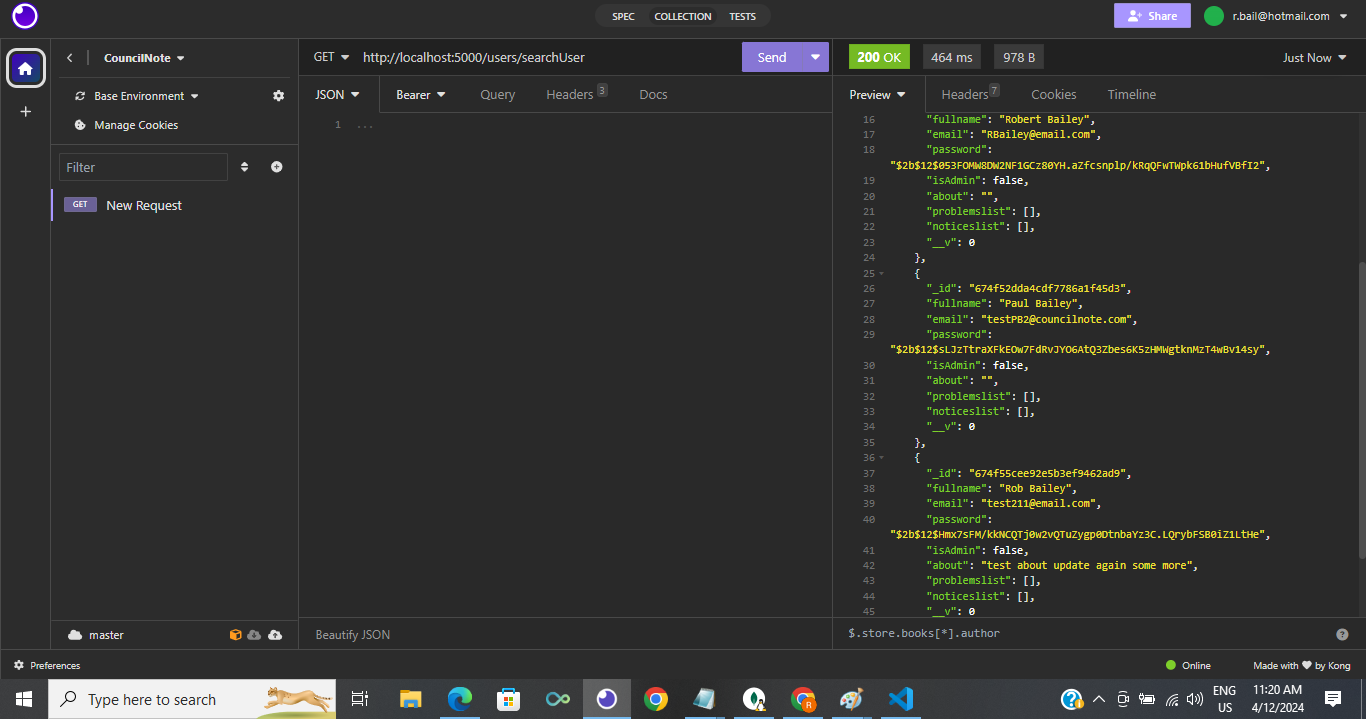 SPEC COLLECTION TESTS
Share
r.bail@hotmail.com
CouncilNote
GET http://localhost:5000/users/searchUser
Send
200 OK 464 ms 978 B
Just Now
Base Environment
Manage Cookies
Filter
GET New Request
JSON Bearer Query Headers 3 Docs
1 ...
Preview Headers 7 Cookies Timeline
16 "fullname": "Robert Bailey",
17 "email": "RBailey@email.com",
18 "password":
"$2b$12$053FOMW8DW2NF1GCz80YH.aZfcsnplp/kRqQFwTWpk61bHufVBfI2",
19 "isAdmin": false,
20 "about": "",
21 "problemslist": [],
22 "noticeslist": [],
23 "__v": 0
24 },
25 {
26 "_id": "674f52dda4cdf7786a1f45d3",
27 "fullname": "Paul Bailey",
28 "email": "testPB2@councilnote.com",
29 "password":
"$2b$12$sLJzTtraXFkEOw7FdRvJYO6AtQ3Zbes6K5zHMWgtknMzT4wBv14sy",
30 "isAdmin": false,
31 "about": "",
32 "problemslist": [],
33 "noticeslist": [],
34 "__v": 0
35 },
36 {
37 "_id": "674f55cee92e5b3ef9462ad9",
38 "fullname": "Rob Bailey",
39 "email": "test211@email.com",
40 "password":
"$2b$12$Hmx7sFM/kkNCQTj0w2vQTuZygp0DtnbaYz3C.LQrybFSB0iZ1LtHe",
41 "isAdmin": false,
42 "about": "test about update again some more",
43 "problemslist": [],
44 "noticeslist": [],
45 "__v": 0
master
Beautify JSON
$.store.books[*].author
Preferences
Online
Made with by Kong
Type here to search
ENG
US
11:20 AM
4/12/2024